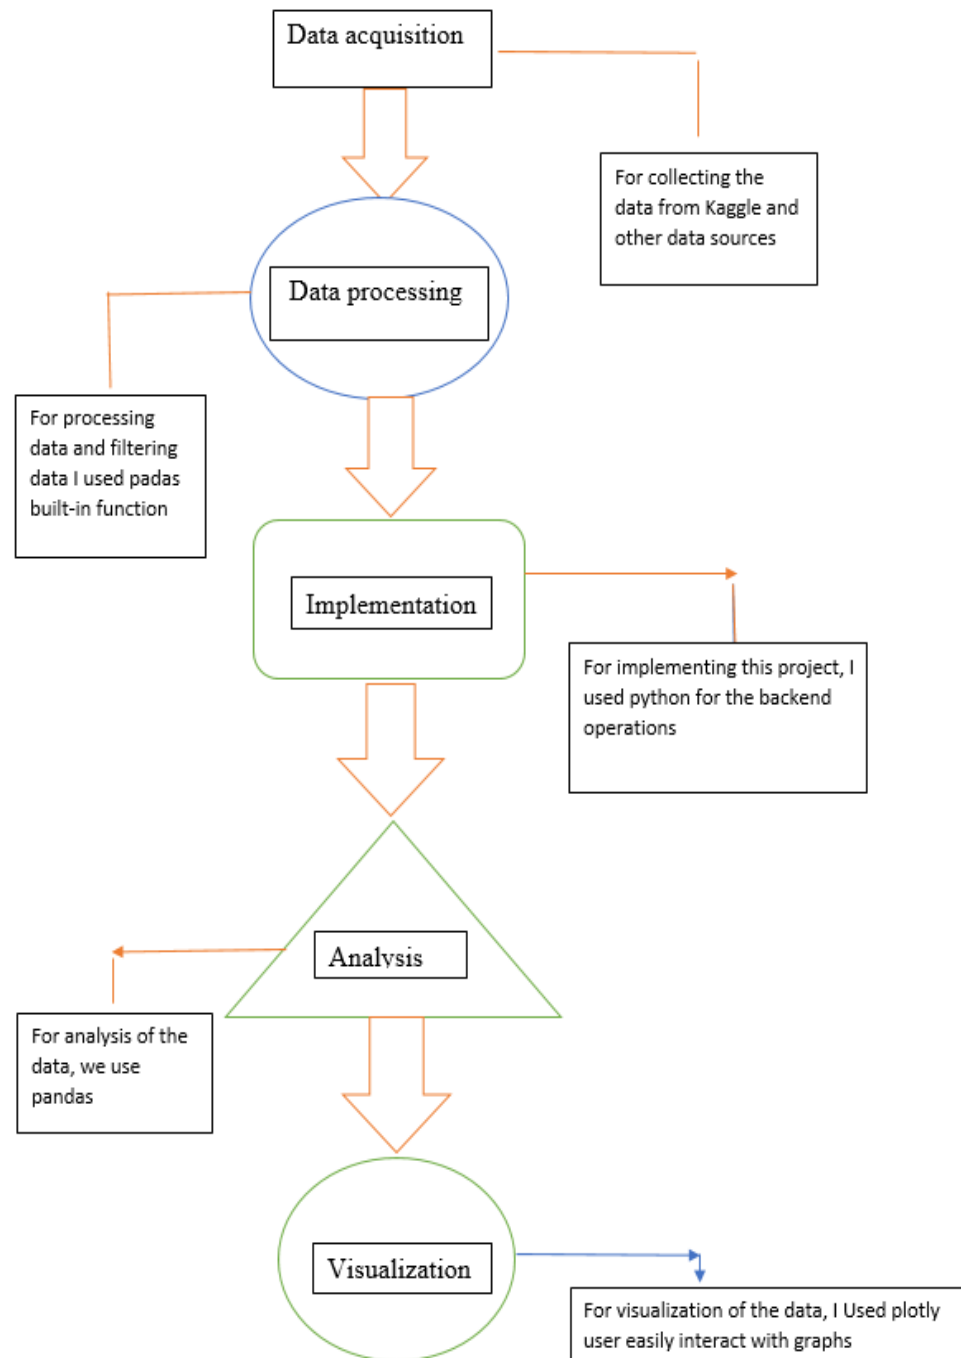 Data acquisition
For collecting the
data from Kaggle and
other data sources
Data processing
For processing
data and filtering
data I used padas
built-in function
Implementation
For implementing this project, I
used python for the backend
operations
Analysis
For analysis of the
data, we use
pandas
Visualization
For visualization of the data, I Used plotly
user easily interact with graphs